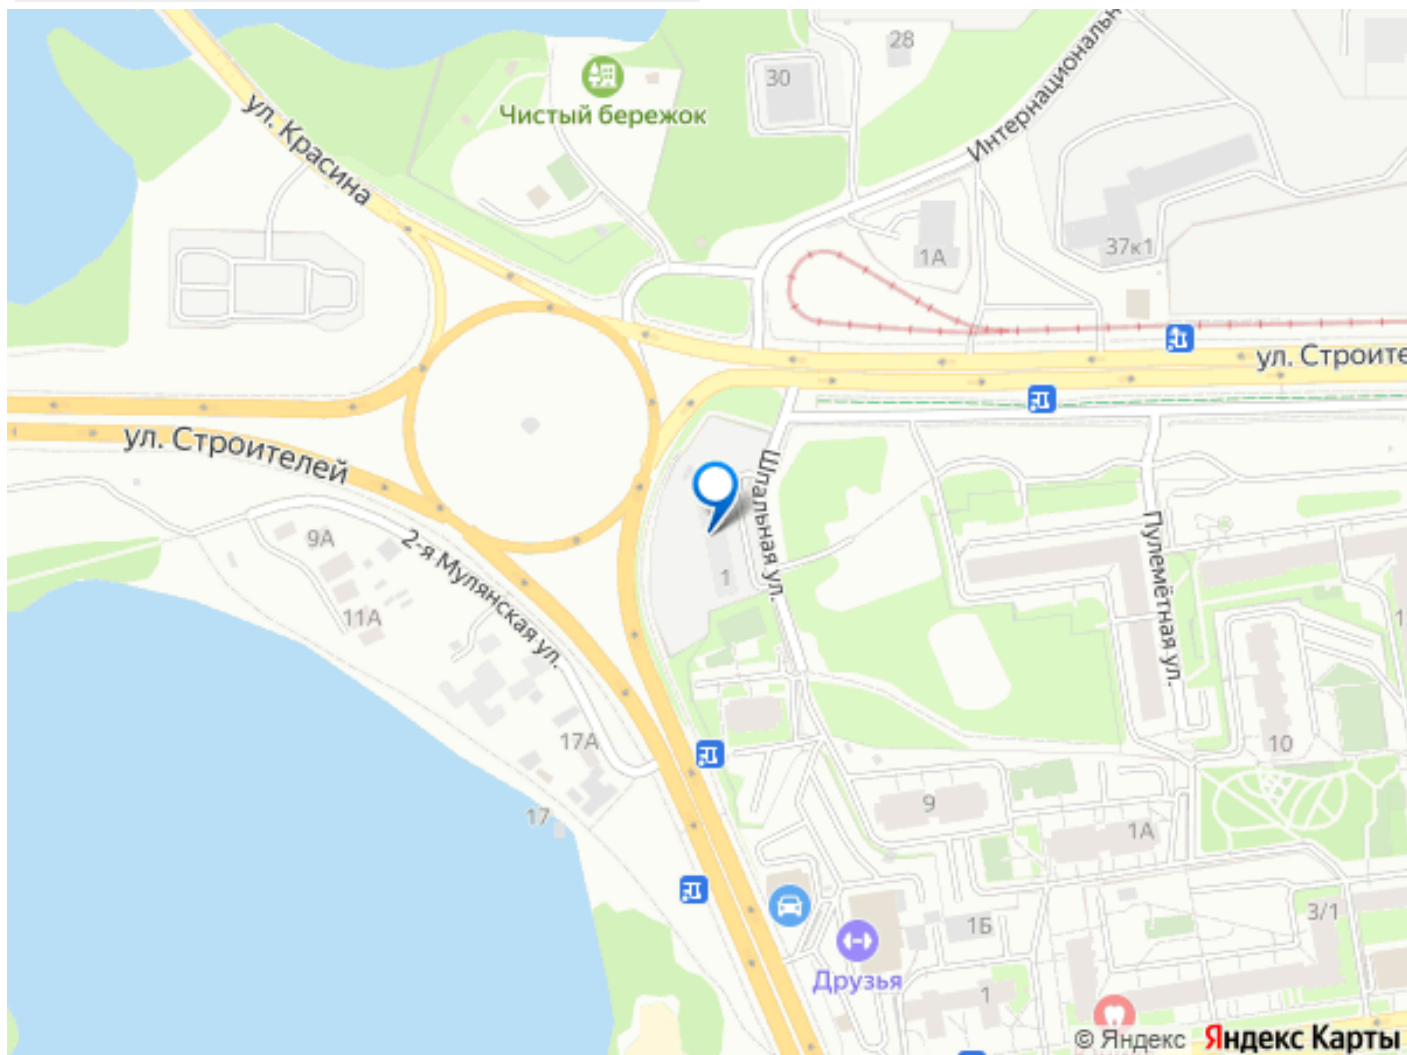 28
30
Чистый бережок
Интернациональн
ул. Красина
1А
37к1
ул. Строите
ул. Строителей
Шпальная ул.
9А
2-я Мулянская ул.
11А
1
Пулемётная ул.
17А
10
9
17
1А
3/1
1Б
Друзья
1
© Яндекс Яндекс Карты